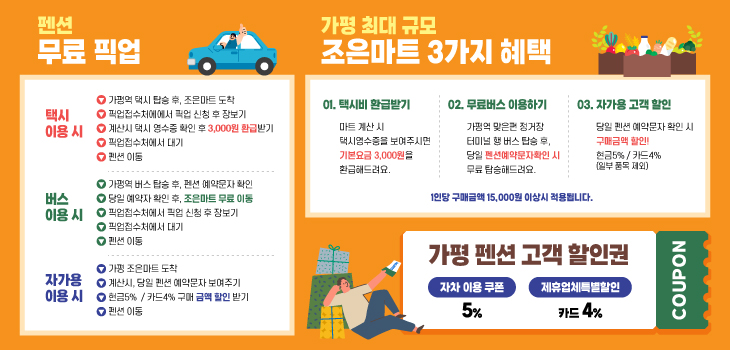 펜션
무료 픽업
택시
이용 시
가평역 택시 탑승 후, 조은마트 도착
픽업접수처에에서 픽업 신청 후 장보기
계산시 택시 영수증 확인 후 3,000원 환급받기
픽업접수처에서 대기
펜션 이동
버스
이용 시
가평역 버스 탑승 후, 펜션 예약문자 확인
당일 예약자 확인 후, 조은마트 무료 이동
픽업접수처에서 픽업 신청 후 장보기
픽업접수처에서 대기
펜션 이동
자가용
이용 시
가평 조은마트 도착
계산시, 당일 펜션 예약문자 보여주기
현금5% / 카드4% 구매 금액 할인 받기
펜션 이동
가평 최대 규모
조은마트 3가지 혜택
01. 택시비 환급받기
마트 계산 시
택시영수증을 보여주시면
기본요금 3,000원을
환급해드려요.
02. 무료버스 이용하기
가평역 맞은편 정거장
터미널 행 버스 탑승 후,
당일 펜션예약문자확인 시
무료 탑승해드려요.
03. 자가용 고객 할인
당일 펜션 예약문자 확인 시
구매금액 할인!
현금5% / 카드4%
(일부 품목 제외)
1인당 구매금액 15,000원 이상시 적용됩니다.
가평 펜션 고객 할인권
자차 이용 쿠폰
5%
제휴업체특별할인
카드 4%
COUPON